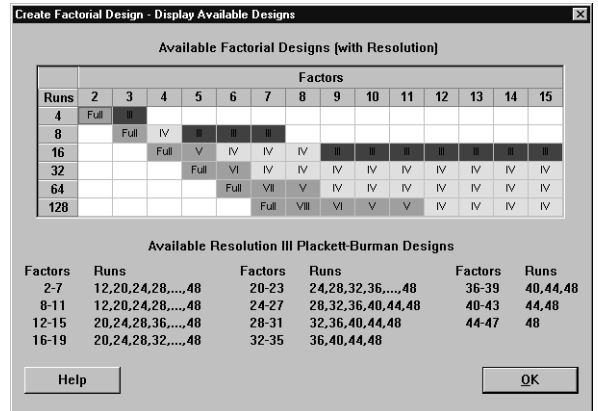 Create Factorial Design - Display Available Designs
Available Factorial Designs (with Resolution)
Factors
Runs 2 3 4 5 6 7 8 9 10 11 12 13 14 15
4 Full III
8 Full IV III III III
16 Full V IV IV IV III III III III III III III
32 Full VI IV IV IV IV IV IV IV IV IV
64 Full VII V IV IV IV IV IV IV IV
128 Full VIII VI V V IV IV IV IV
Available Resolution III Plackett-Burman Designs
Factors Runs Factors Runs Factors Runs
2-7 12,20,24,28,...,48 20-23 24,28,32,36,...,48 36-39 40,44,48
8-11 12,20,24,28,...,48 24-27 28,32,36,40,44,48 40-43 44,48
12-15 20,24,28,36,...,48 28-31 32,36,40,44,48 44-47 48
16-19 20,24,28,32,...,48 32-35 36,40,44,48
Help OK